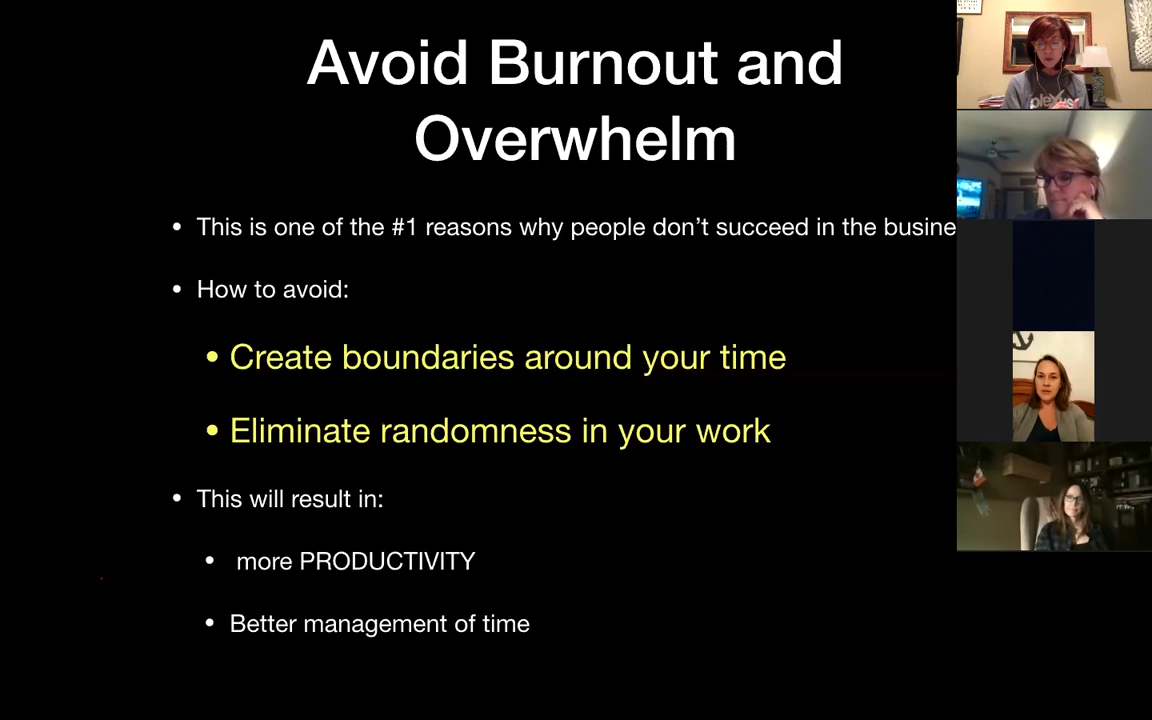 Avoid Burnout and
Overwhelm
• This is one of the #1 reasons why people don’t succeed in the busine
• How to avoid:
• Create boundaries around your time
• Eliminate randomness in your work
• This will result in:
• more PRODUCTIVITY
• Better management of time
plexus